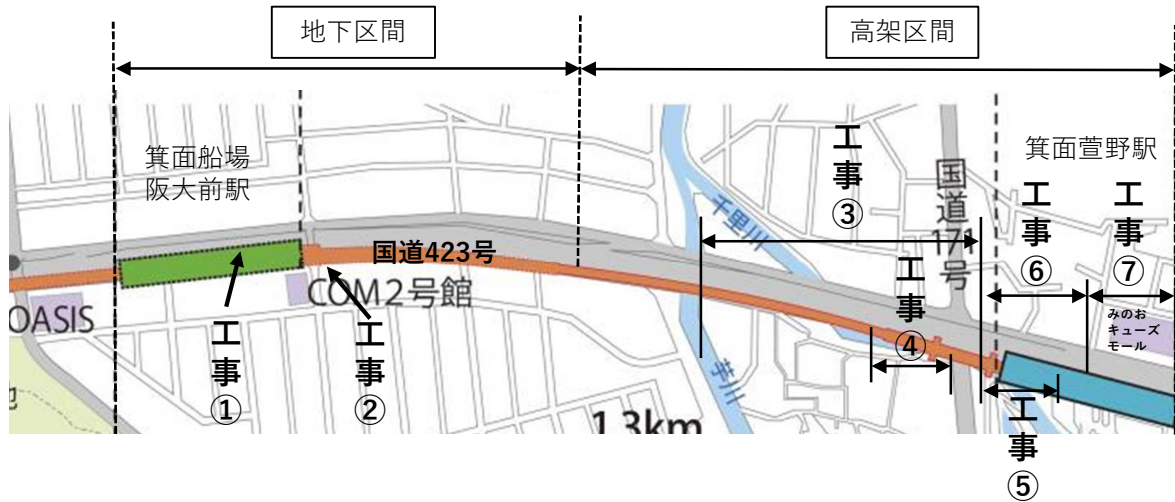 地下区間
高架区間
箕面船場
阪大前駅
箕面萱野駅
国道423号
COM2号館
OASIS
工事①
工事②
千里川
芋川
工事③
工事④
国道171号
工事⑤
工事⑥
工事⑦
みのお
キューズ
モール
1.3km